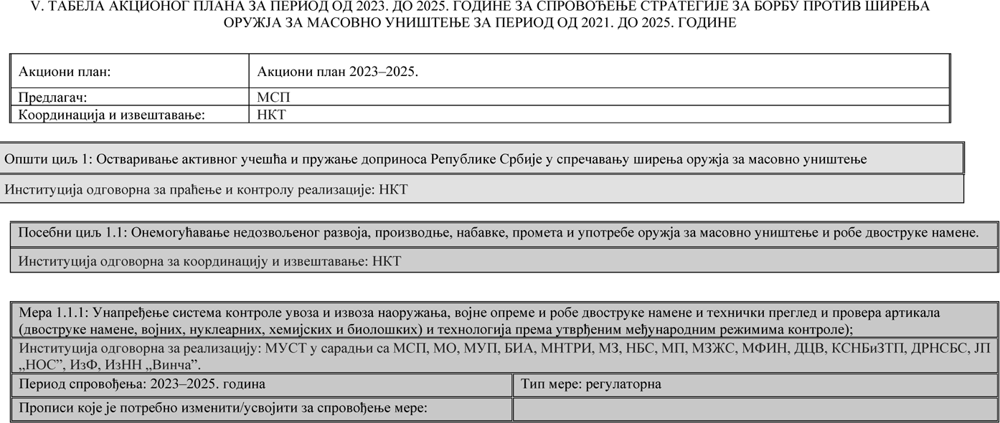 V. ТАБЕЛА АКЦИОНОГ ПЛАНА ЗА ПЕРИОД ОД 2023. ДО 2025. ГОДИНЕ ЗА СПРОВОЂЕЊЕ СТРАТЕГИЈЕ ЗА БОРБУ ПРОТИВ ШИРЕЊА
ОРУЖЈА ЗА МАСОВНО УНИШТЕЊЕ ЗА ПЕРИОД ОД 2021. ДО 2025. ГОДИНЕ
Акциони план: Акциони план 2023–2025.
Предлагач: МСП
Координација и извештавање: НКТ
Општи циљ 1: Остваривање активног учешћа и пружање доприноса Републике Србије у спречавању ширења оружја за масовно уништење
Институција одговорна за праћење и контролу реализације: НКТ
Посебни циљ 1.1: Онемогућавање недозвољеног развоја, производње, набавке, промета и употребе оружја за масовно уништење и робе двоструке намене.
Институција одговорна за координацију и извештавање: НКТ
Мера 1.1.1: Унапређење система контроле увоза и извоза наоружања, војне опреме и робе двоструке намене и технички преглед и провера артикала
(двоструке намене, војних, нуклеарних, хемијских и биолошких) и технологија према утврђеним међународним режимима контроле);
Институција одговорна за реализацију: МУСТ у сарадњи са МСП, МО, МУП, БИА, МНТРИ, МЗ, НБС, МП, МЗЖС, МФИН, ДЦВ, КСНБиЗТП, ДРНСБС, ЈП
„НОС”, ИзФ, ИзНН „Винча”.
Период спровођења: 2023–2025. година Тип мере: регулаторна
Прописи које је потребно изменити/усвојити за спровођење мере: